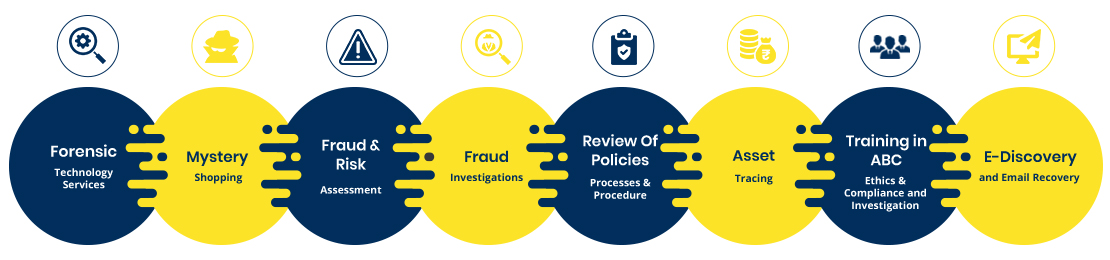 Forensic
Technology
Services
Mystery
Shopping
Fraud &
Risk
Assessment
Fraud
Investigations
Review Of
Policies
Processes &
Procedure
Asset
Tracing
Training in
ABC
Ethics &
Compliance and
Investigation
E-Discovery
and Email Recovery